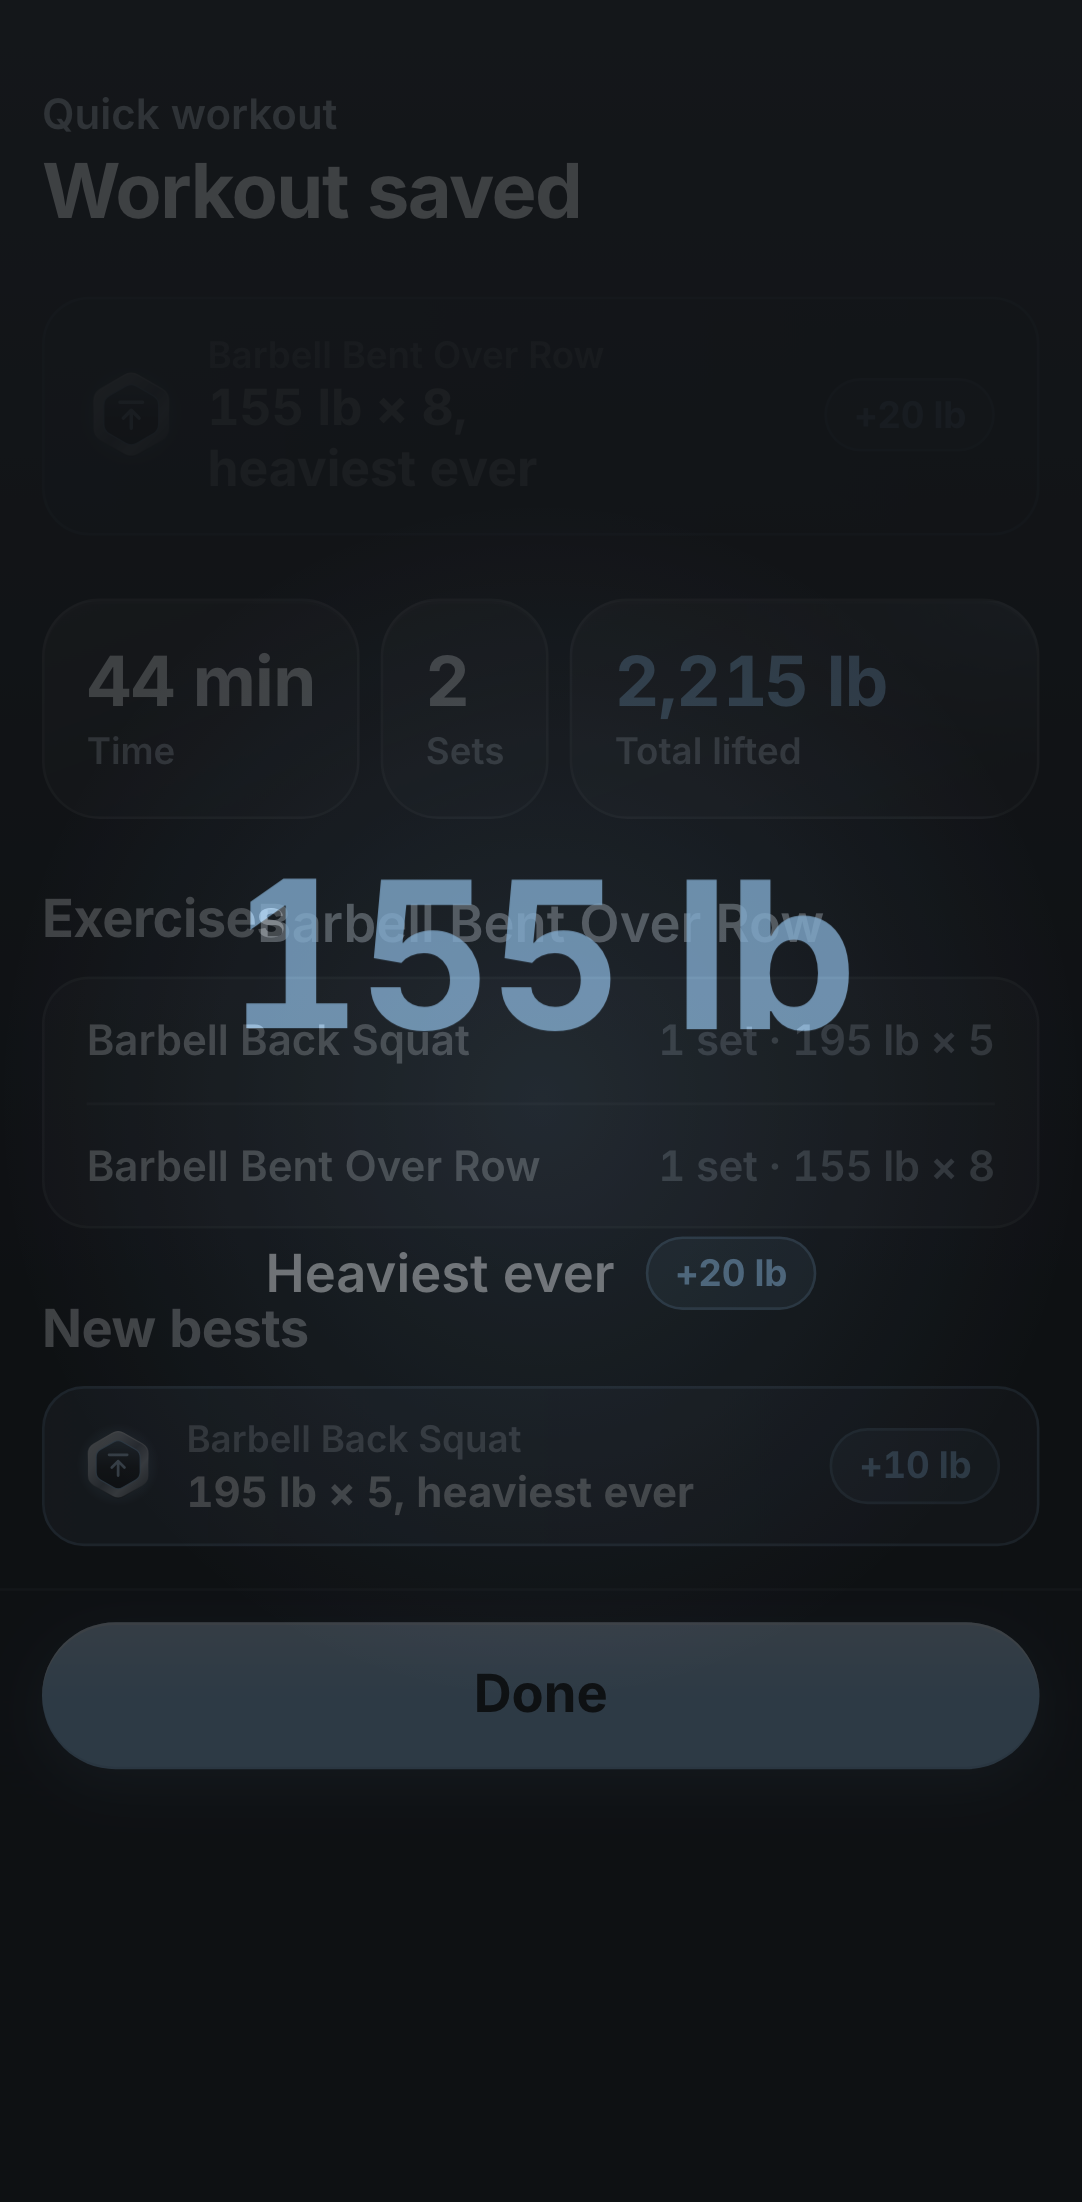 Quick workout
Workout saved
Barbell Bent Over Row
155 lb × 8,
heaviest ever
+20 lb
44 min
Time
2
Sets
2,215 lb
Total lifted
Exercises
Barbell Bent Over Row
155 lb
Barbell Back Squat
1 set · 195 lb × 5
Barbell Bent Over Row
1 set · 155 lb × 8
Heaviest ever
+20 lb
New bests
Barbell Back Squat
195 lb × 5, heaviest ever
+10 lb
Done